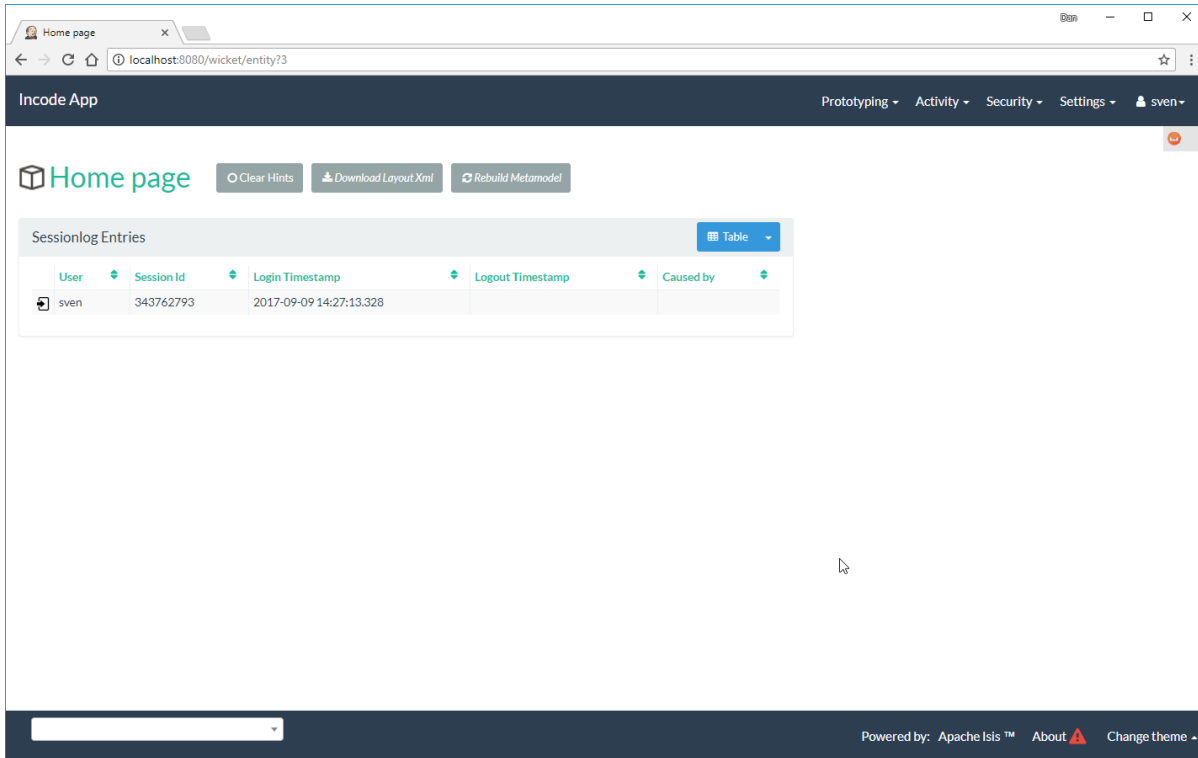 Home page
Dan
localhost:8080/wicket/entity?3
Incode App
Prototyping Activity Security Settings sven
Home page Clear Hints Download Layout Xml Rebuild Metamodel
Sessionlog Entries Table
User Session Id Login Timestamp Logout Timestamp Caused by
sven 343762793 2017-09-09 14:27:13.328
Powered by: Apache Isis ™ About Change theme